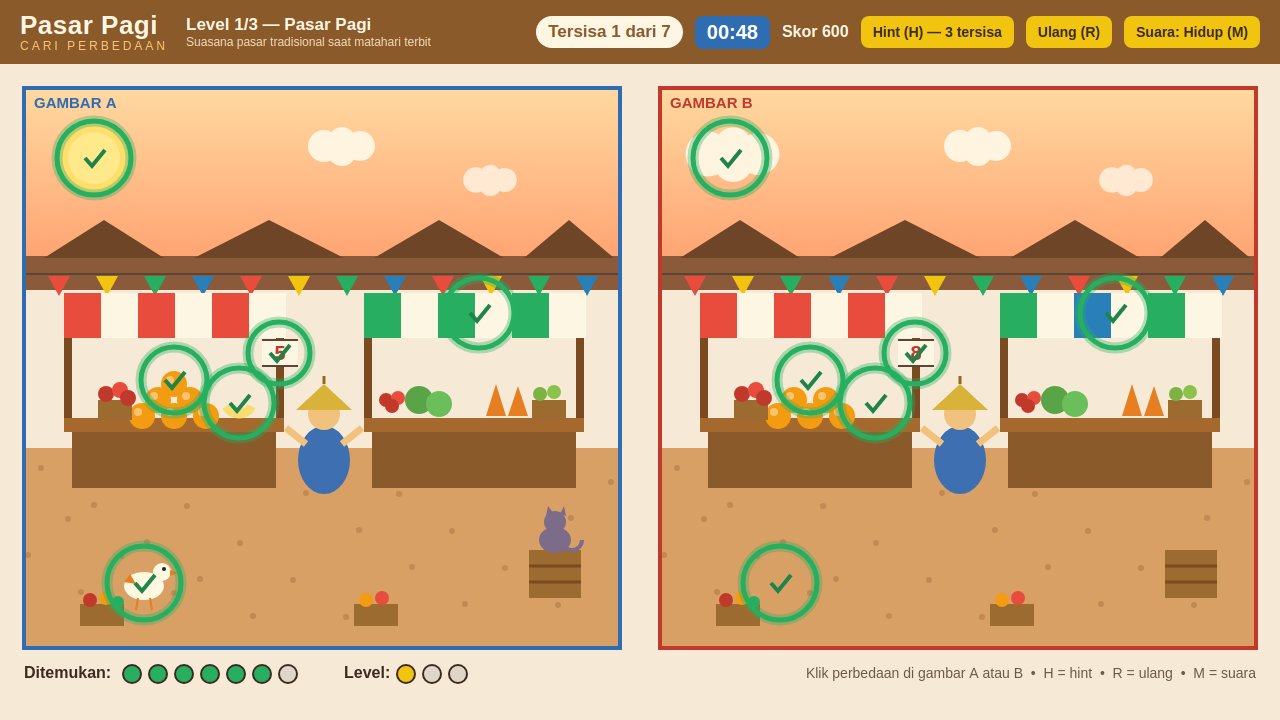 Pasar Pagi
CARI PERBEDAAN
Level 1/3 — Pasar Pagi
Suasana pasar tradisional saat matahari terbit
Tersisa 1 dari 7
00:48
Skor 600
Hint (H) — 3 tersisa
Ulang (R)
Suara: Hidup (M)
GAMBAR A
GAMBAR B
5
8
Ditemukan:
Level:
Klik perbedaan di gambar A atau B • H = hint • R = ulang • M = suara